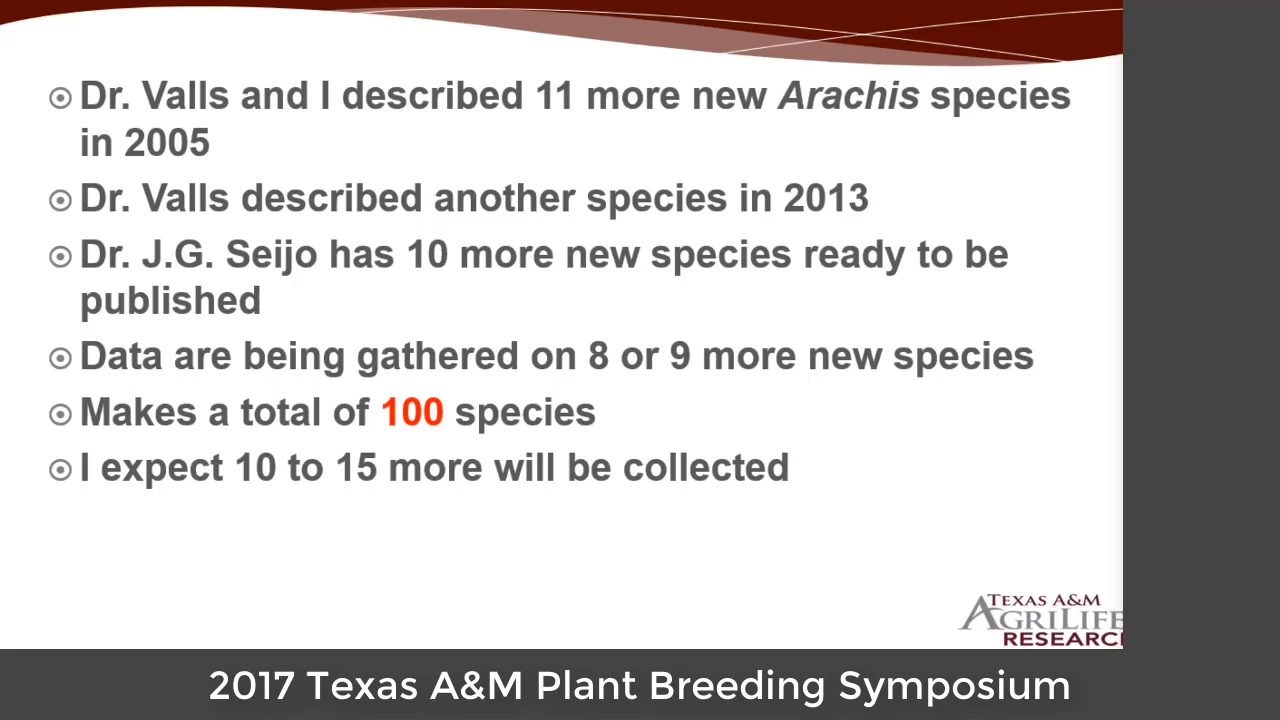 Dr. Valls and I described 11 more new Arachis species
in 2005
Dr. Valls described another species in 2013
Dr. J.G. Seijo has 10 more new species ready to be
published
Data are being gathered on 8 or 9 more new species
Makes a total of 100 species
I expect 10 to 15 more will be collected
TEXAS A&M
AGRILIFE
RESEARCH
2017 Texas A&M Plant Breeding Symposium